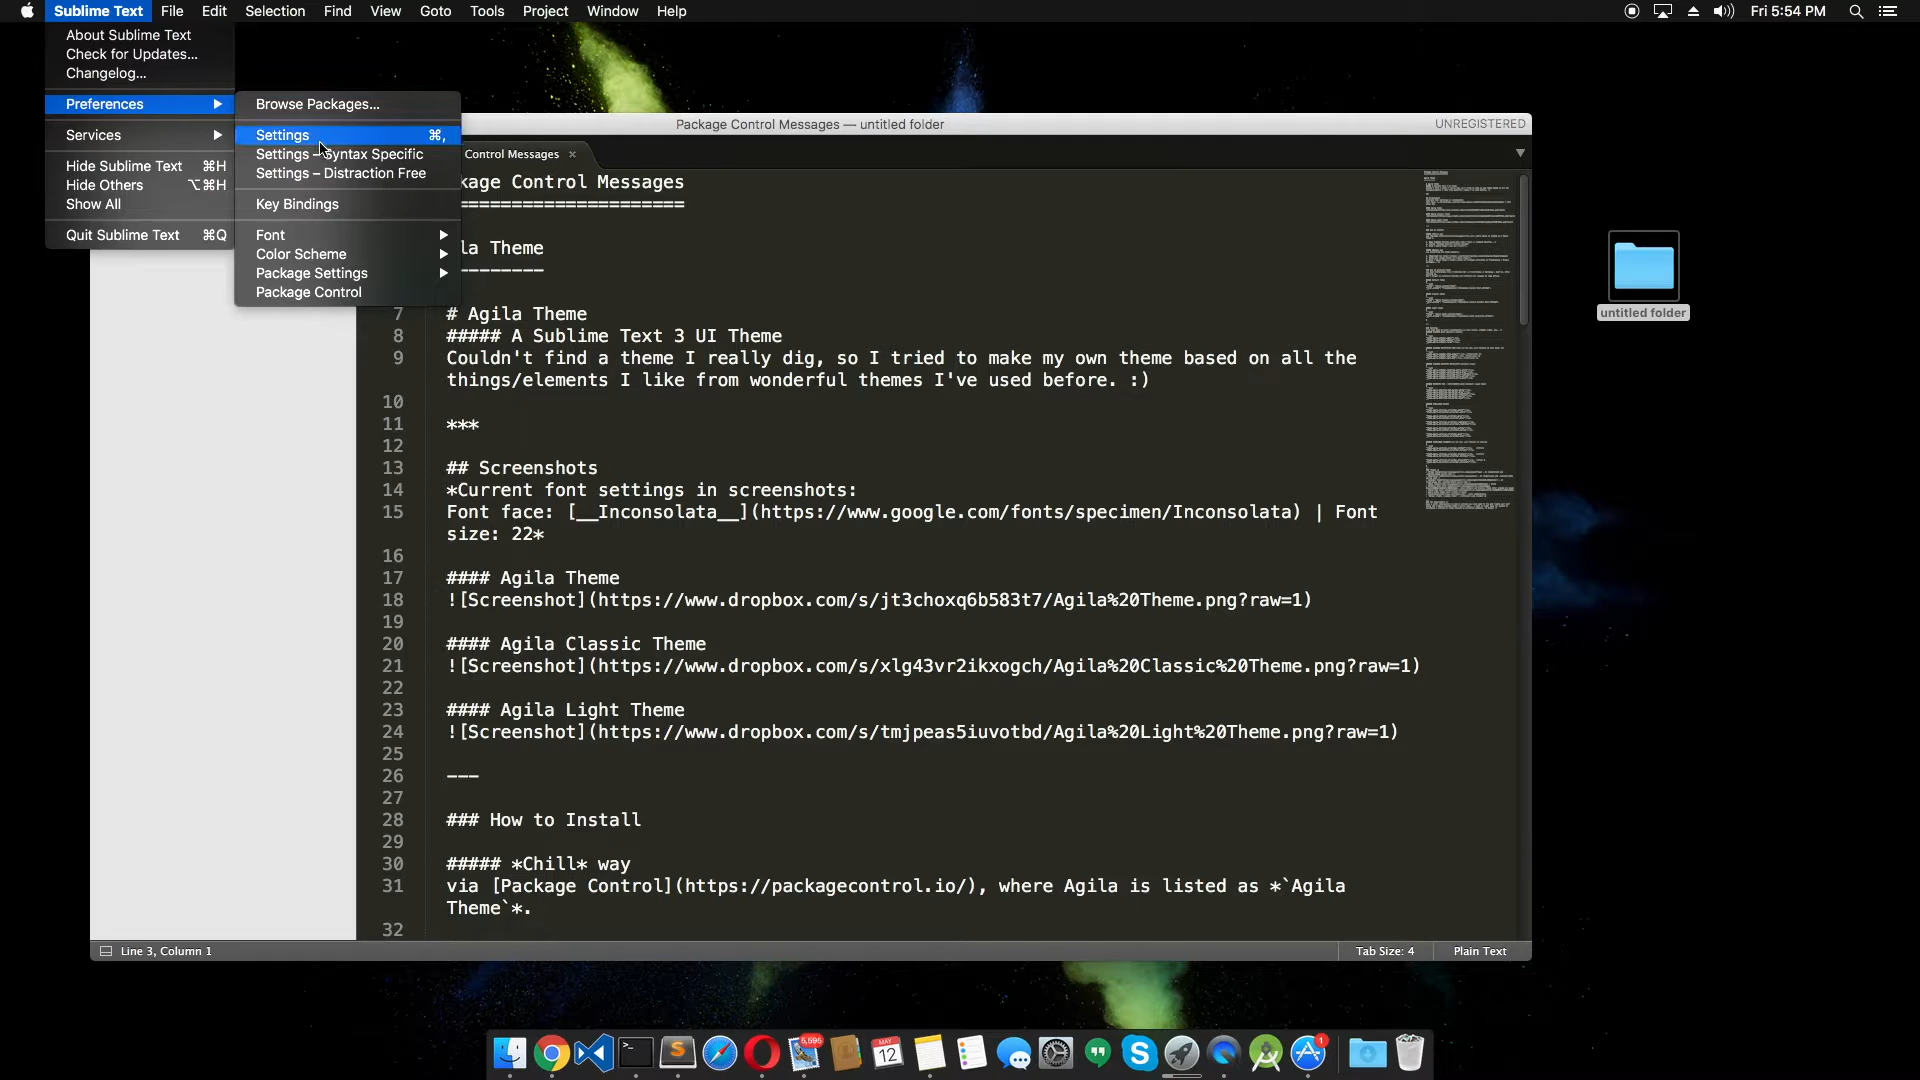 Sublime Text File Edit Selection Find View Goto Tools Project Window Help
Fri 5:54 PM
About Sublime Text
Check for Updates...
Changelog...
Preferences
Services
Hide Sublime Text ⌘H
Hide Others ⌥⌘H
Show All
Quit Sublime Text ⌘Q
Browse Packages...
Settings ⌘,
Settings – Syntax Specific
Settings – Distraction Free
Key Bindings
Font
Color Scheme
Package Settings
Package Control
Package Control Messages — untitled folder
UNREGISTERED
Control Messages ×
kage Control Messages
=====================
la Theme
--------
7 # Agila Theme
8 ##### A Sublime Text 3 UI Theme
9 Couldn't find a theme I really dig, so I tried to make my own theme based on all the
things/elements I like from wonderful themes I've used before. :)
10
11 ***
12
13 ## Screenshots
14 *Current font settings in screenshots:
15 Font face: [__Inconsolata__](https://www.google.com/fonts/specimen/Inconsolata) | Font
size: 22*
16
17 #### Agila Theme
18 ![Screenshot](https://www.dropbox.com/s/jt3choxq6b583t7/Agila%20Theme.png?raw=1)
19
20 #### Agila Classic Theme
21 ![Screenshot](https://www.dropbox.com/s/xlg43vr2ikxogch/Agila%20Classic%20Theme.png?raw=1)
22
23 #### Agila Light Theme
24 ![Screenshot](https://www.dropbox.com/s/tmjpeas5iuvotbd/Agila%20Light%20Theme.png?raw=1)
25
26 ---
27
28 ### How to Install
29
30 ##### *Chill* way
31 via [Package Control](https://packagecontrol.io/), where Agila is listed as *`Agila
Theme`*.
32
Line 3, Column 1
Tab Size: 4
Plain Text
untitled folder
5,595
MAY
12
1